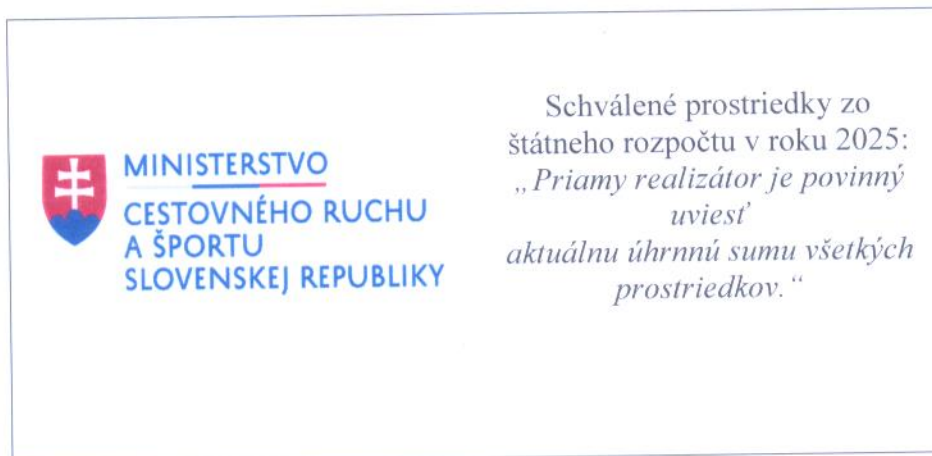 MINISTERSTVO
CESTOVNÉHO RUCHU
A ŠPORTU
SLOVENSKEJ REPUBLIKY
Schválené prostriedky zo
štátneho rozpočtu v roku 2025:
„Priamy realizátor je povinný
uviesť
aktuálnu úhrnnú sumu všetkých
prostriedkov.“